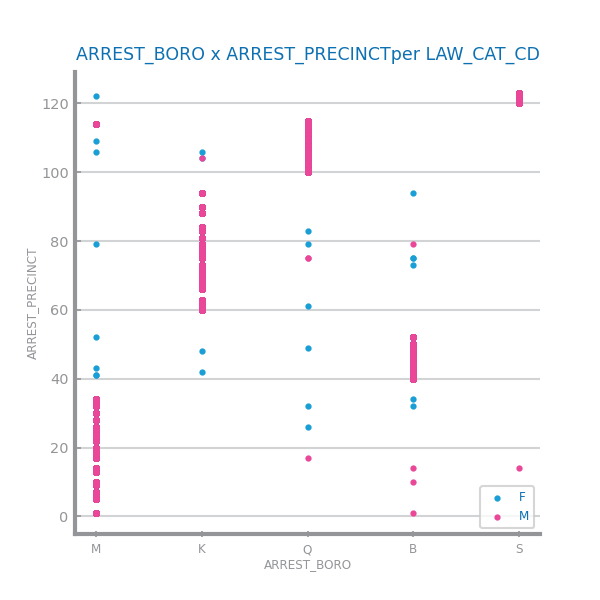 ARREST_BORO x ARREST_PRECINCTper LAW_CAT_CD
120
100
80
60
40
20
0
ARREST_PRECINCT
M K Q B S
ARREST_BORO
F
M